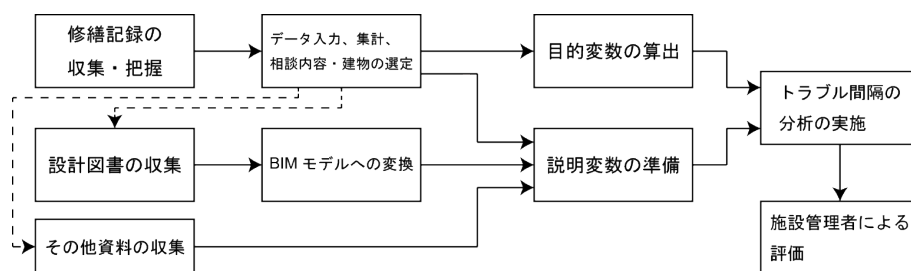 修繕記録の
収集・把握
データ入力、集計、
相談内容・建物の選定
目的変数の算出
トラブル間隔の
分析の実施
設計図書の収集
BIM モデルへの変換
説明変数の準備
その他資料の収集
施設管理者による
評価